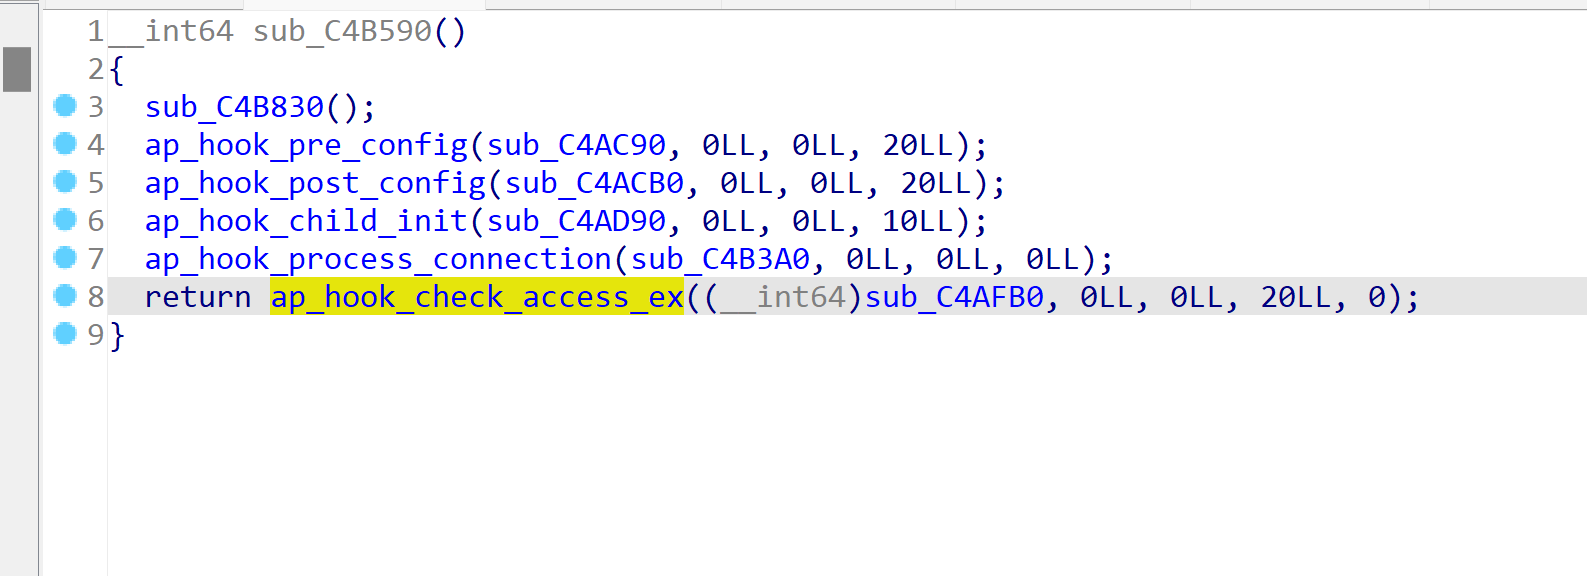 1 __int64 sub_C4B590()
2 {
3 sub_C4B830();
4 ap_hook_pre_config(sub_C4AC90, 0LL, 0LL, 20LL);
5 ap_hook_post_config(sub_C4ACB0, 0LL, 0LL, 20LL);
6 ap_hook_child_init(sub_C4AD90, 0LL, 0LL, 10LL);
7 ap_hook_process_connection(sub_C4B3A0, 0LL, 0LL, 0LL);
8 return ap_hook_check_access_ex((__int64)sub_C4AFB0, 0LL, 0LL, 20LL, 0);
9 }